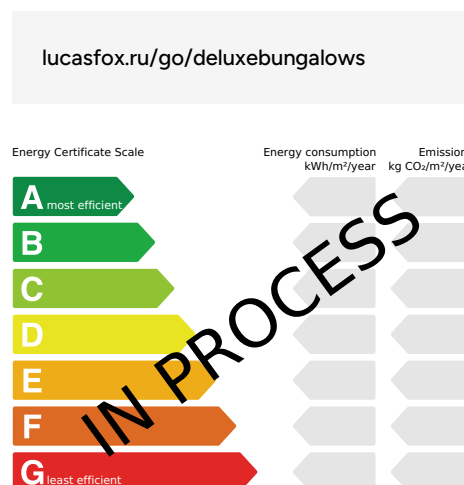 lucasfox.ru/go/deluxebungalows
Energy Certificate Scale
Energy consumption
kWh/m²/year
Emission
kg CO₂/m²/year
A most efficient
B
C
D
E
F
G least efficient
IN PROCESS